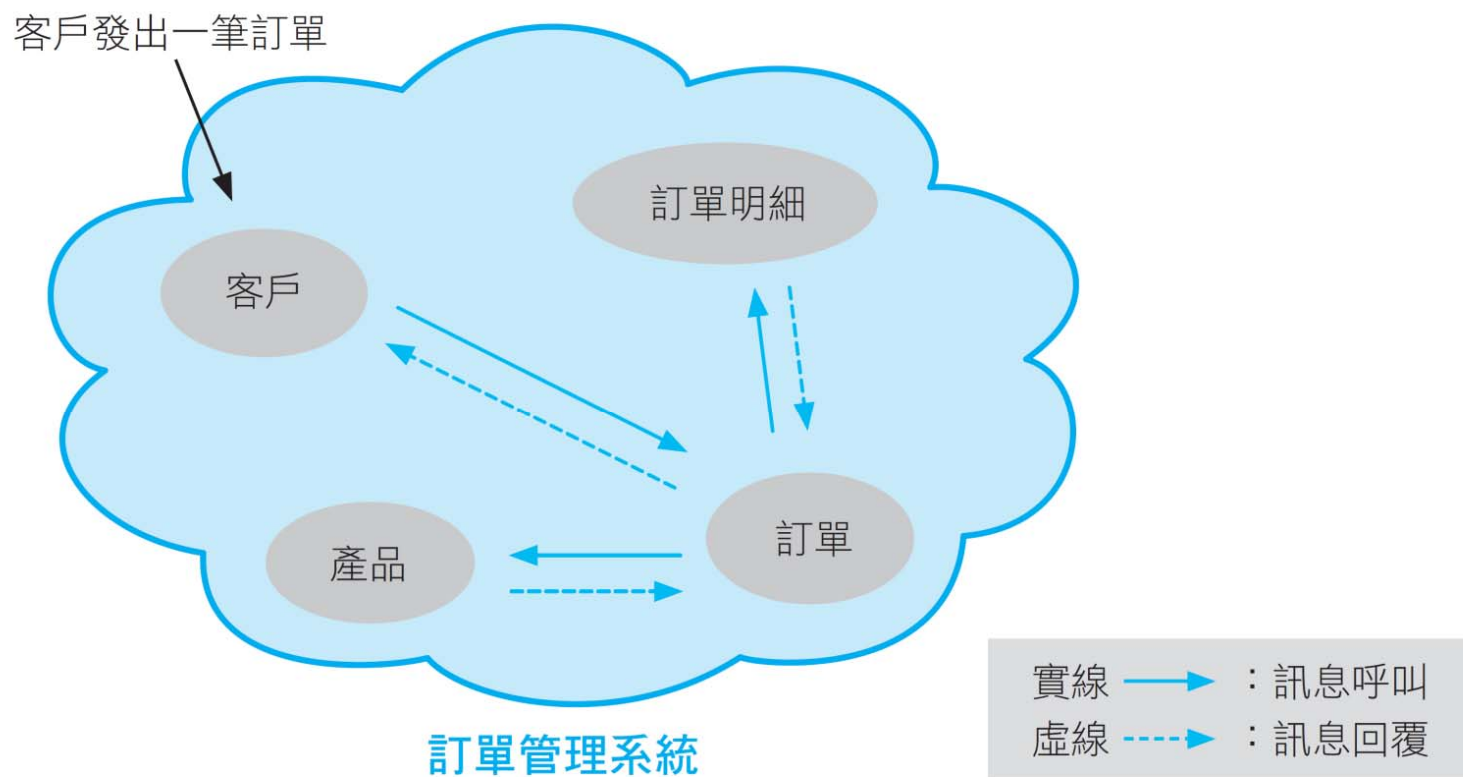 客戶發出一筆訂單
訂單明細
客戶
訂單
產品
實線 ：訊息呼叫
虛線 ：訊息回覆
訂單管理系統